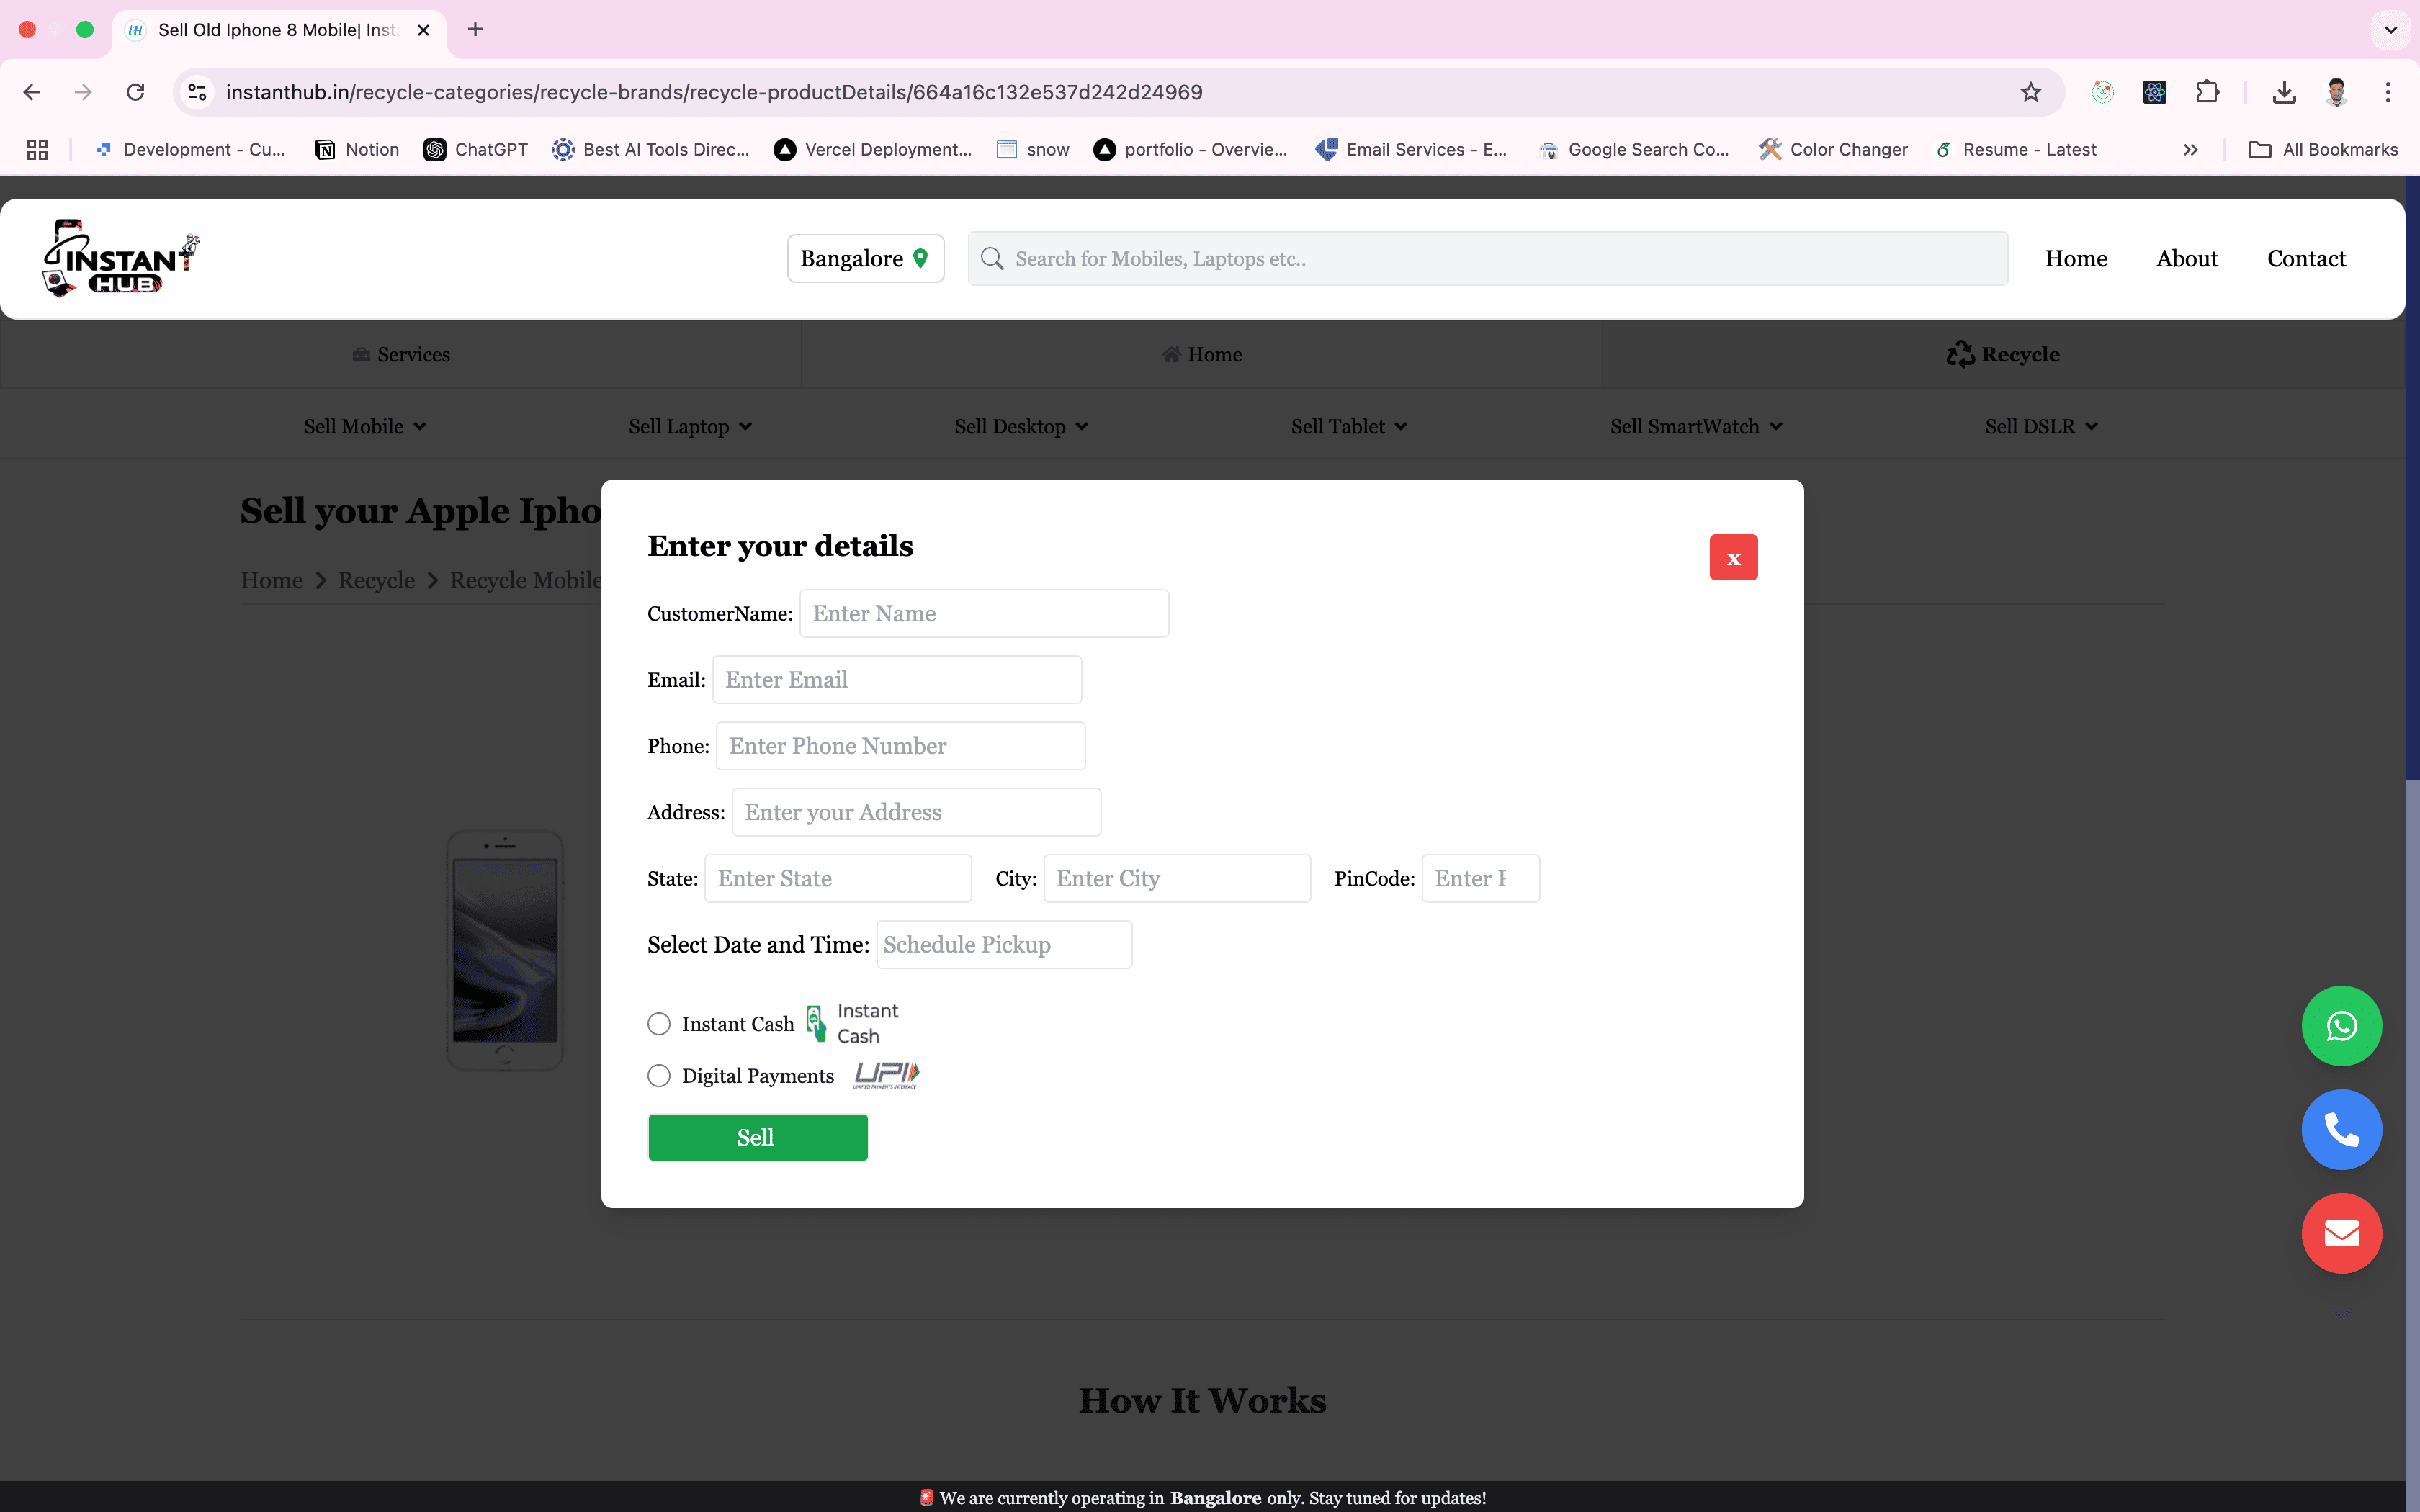 Sell Old Iphone 8 Mobile| Inst
instanthub.in/recycle-categories/recycle-brands/recycle-productDetails/664a16c132e537d242d24969
Development - Cu... Notion ChatGPT Best AI Tools Direc... Vercel Deployment... snow portfolio - Overvie... Email Services - E... Google Search Co... Color Changer Resume - Latest All Bookmarks
INSTANT
HUB
Bangalore Search for Mobiles, Laptops etc.. Home About Contact
Services Home Recycle
Sell Mobile Sell Laptop Sell Desktop Sell Tablet Sell SmartWatch Sell DSLR
Sell your Apple Ipho
Home Recycle Recycle Mobile
Enter your details
x
CustomerName: Enter Name
Email: Enter Email
Phone: Enter Phone Number
Address: Enter your Address
State: Enter State City: Enter City PinCode: Enter
Select Date and Time: Schedule Pickup
Instant Cash Instant
Cash
Digital Payments UPI
UNIFIED PAYMENTS INTERFACE
Sell
How It Works
We are currently operating in Bangalore only. Stay tuned for updates!